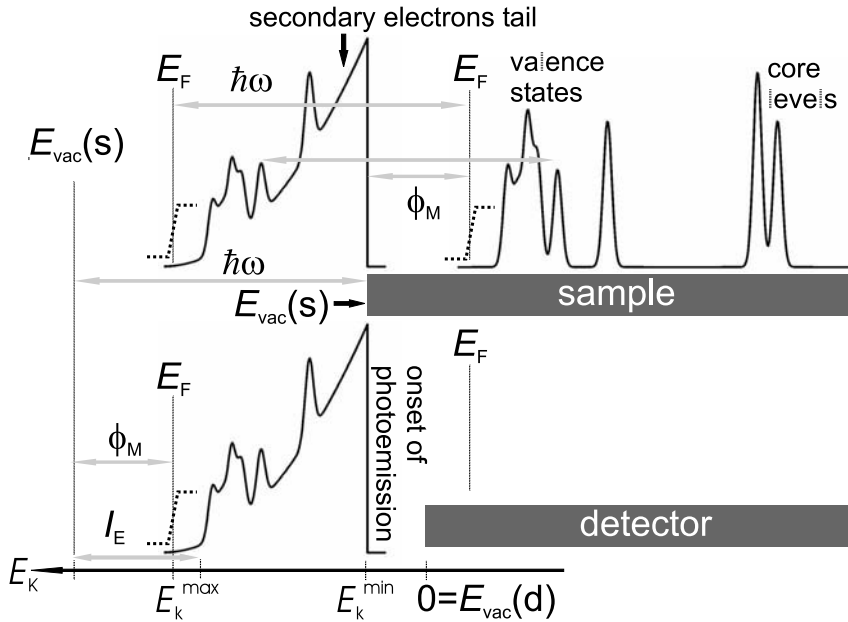 secondary electrons tail
E_F
ħω
E_F
valence
states
core
levels
E_vac(s)
ϕ_M
ħω
E_vac(s)
sample
E_F
onset of
photoemission
E_F
ϕ_M
I_E
detector
E_K
E_k^max
E_k^min
0=E_vac(d)